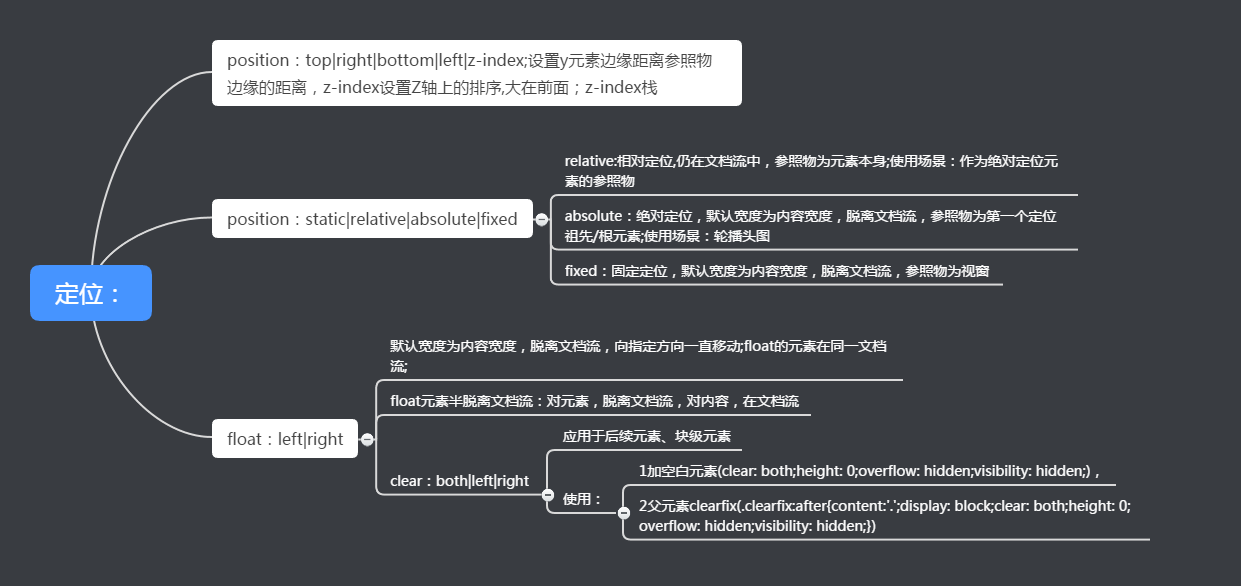 position：top|right|bottom|left|z-index;设置y元素边缘距离参照物
边缘的距离，z-index设置Z轴上的排序,大在前面；z-index栈
relative:相对定位,仍在文档流中，参照物为元素本身;使用场景：作为绝对定位元
素的参照物
position：static|relative|absolute|fixed
absolute：绝对定位，默认宽度为内容宽度，脱离文档流，参照物为第一个定位
祖先/根元素;使用场景：轮播头图
fixed：固定定位，默认宽度为内容宽度，脱离文档流，参照物为视窗
定位：
默认宽度为内容宽度，脱离文档流，向指定方向一直移动;float的元素在同一文档
流;
float元素半脱离文档流：对元素，脱离文档流，对内容，在文档流
float：left|right
应用于后续元素、块级元素
clear：both|left|right
1加空白元素(clear: both;height: 0;overflow: hidden;visibility: hidden;)，
使用：
2父元素clearfix(.clearfix:after{content:'.';display: block;clear: both;height: 0;
overflow: hidden;visibility: hidden;})